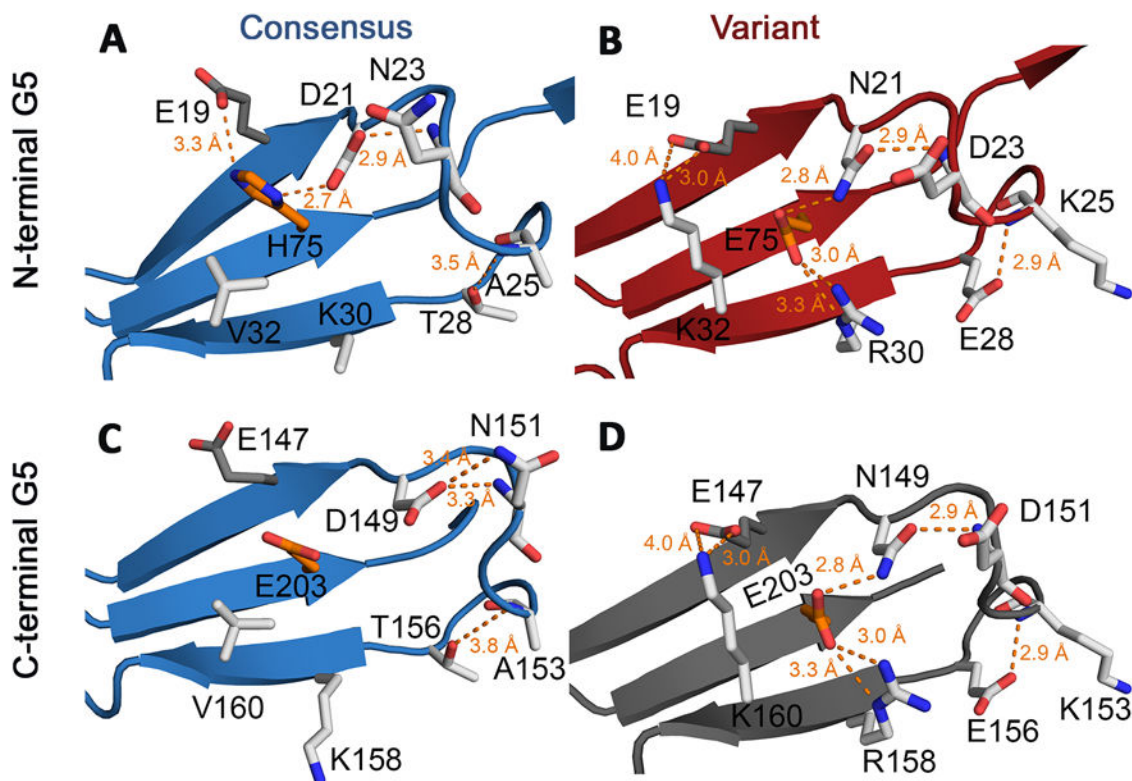 Consensus
Variant
N-terminal G5
C-terminal G5
A
E19
D21
N23
3.3 Å
2.9 Å
2.7 Å
H75
3.5 Å
A25
V32
K30
T28
B
E19
N21
4.0 Å
3.0 Å
2.9 Å
D23
2.8 Å
K25
E75
3.0 Å
2.9 Å
3.3 Å
K32
R30
E28
C
E147
N151
3.4 Å
D149
3.3 Å
E203
T156
3.8 Å
A153
V160
K158
D
E147
N149
D151
2.9 Å
4.0 Å
3.0 Å
2.8 Å
E203
3.0 Å
2.9 Å
3.3 Å
K160
K153
E156
R158